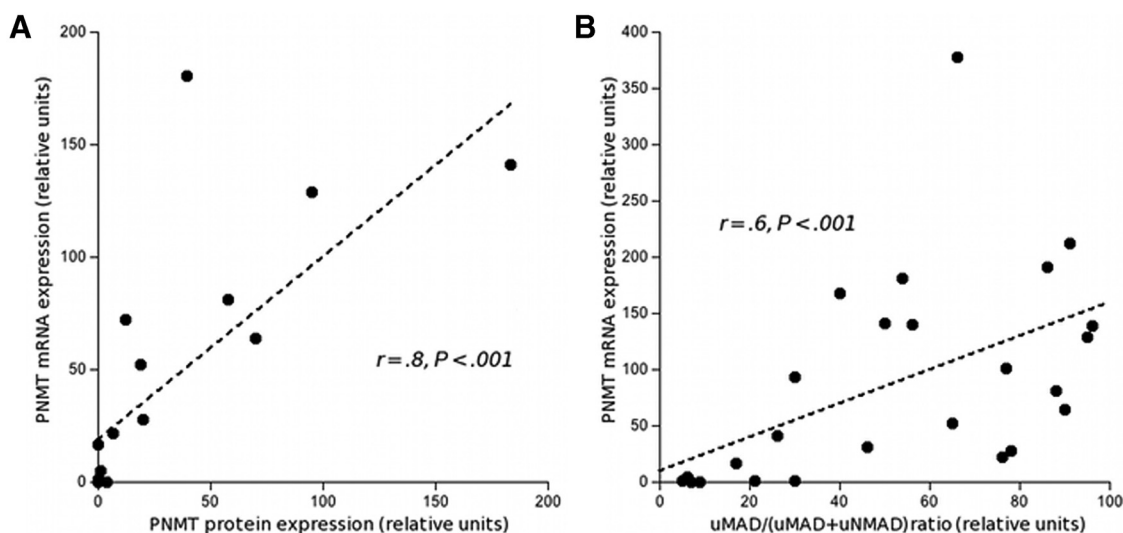 A
PNMT mRNA expression (relative units)
200
150
100
50
0
r=.8, P<.001
0 50 100 150 200
PNMT protein expression (relative units)
B
PNMT mRNA expression (relative units)
400
350
300
250
200
150
100
50
0
r=.6, P<.001
0 20 40 60 80 100
uMAD/(uMAD+uNMAD) ratio (relative units)